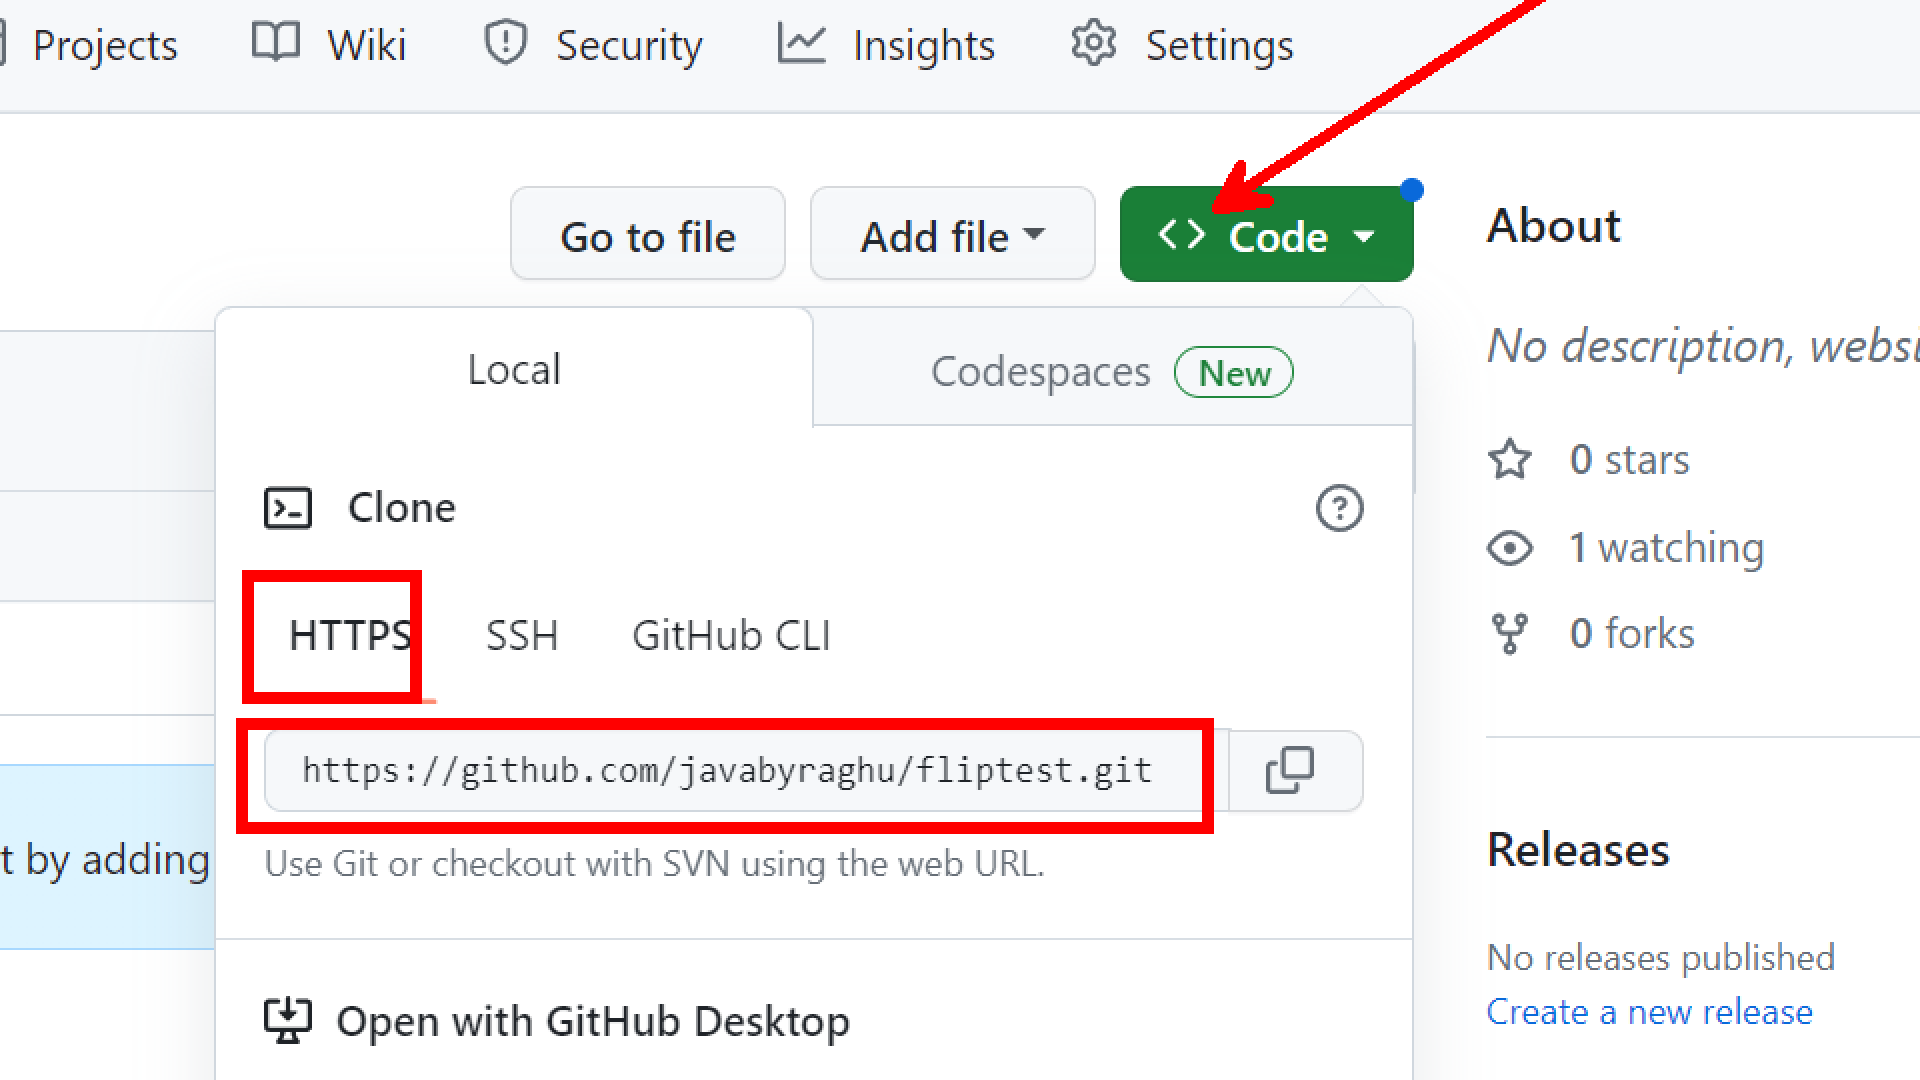 Projects Wiki Security Insights Settings
Go to file Add file Code
About
No description, websi
Local Codespaces New
0 stars
Clone
1 watching
HTTPS SSH GitHub CLI
0 forks
https://github.com/javabyraghu/fliptest.git
t by adding
Use Git or checkout with SVN using the web URL.
Releases
No releases published
Create a new release
Open with GitHub Desktop